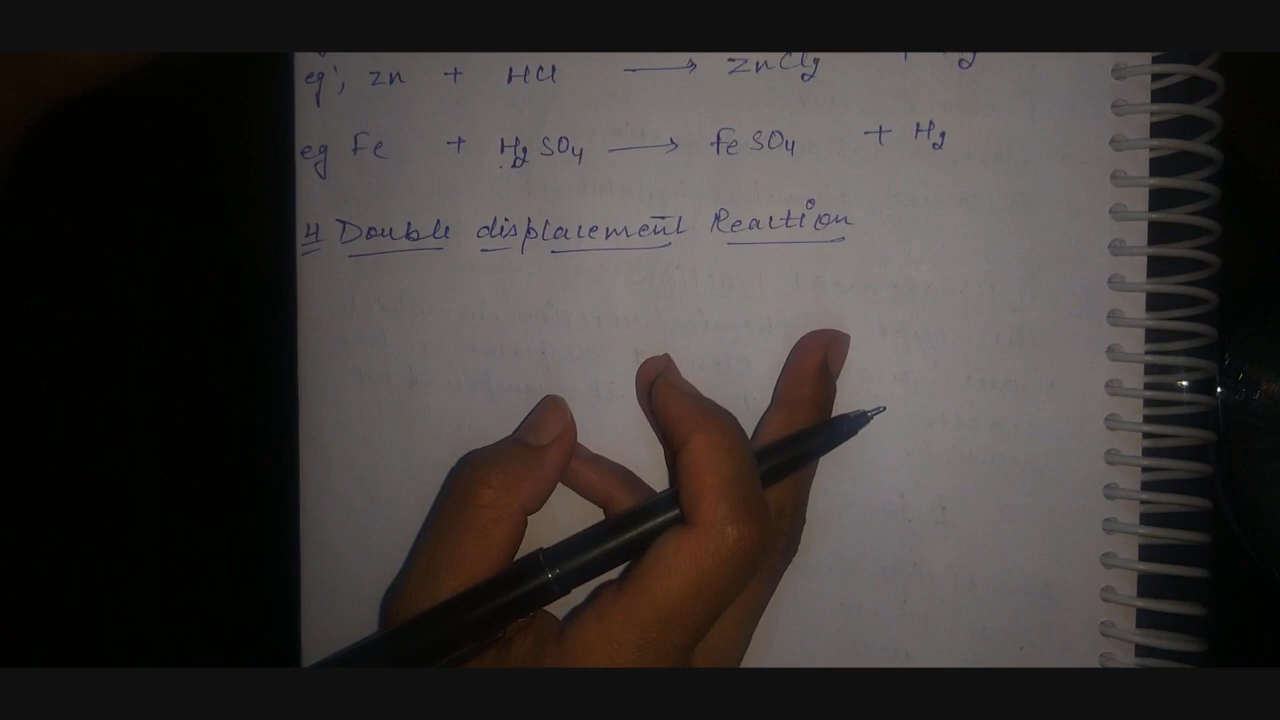 eg; Zn + HCl → ZnCl2 +
eg Fe + H2SO4 → FeSO4 + H2
4 Double displacement Reaction